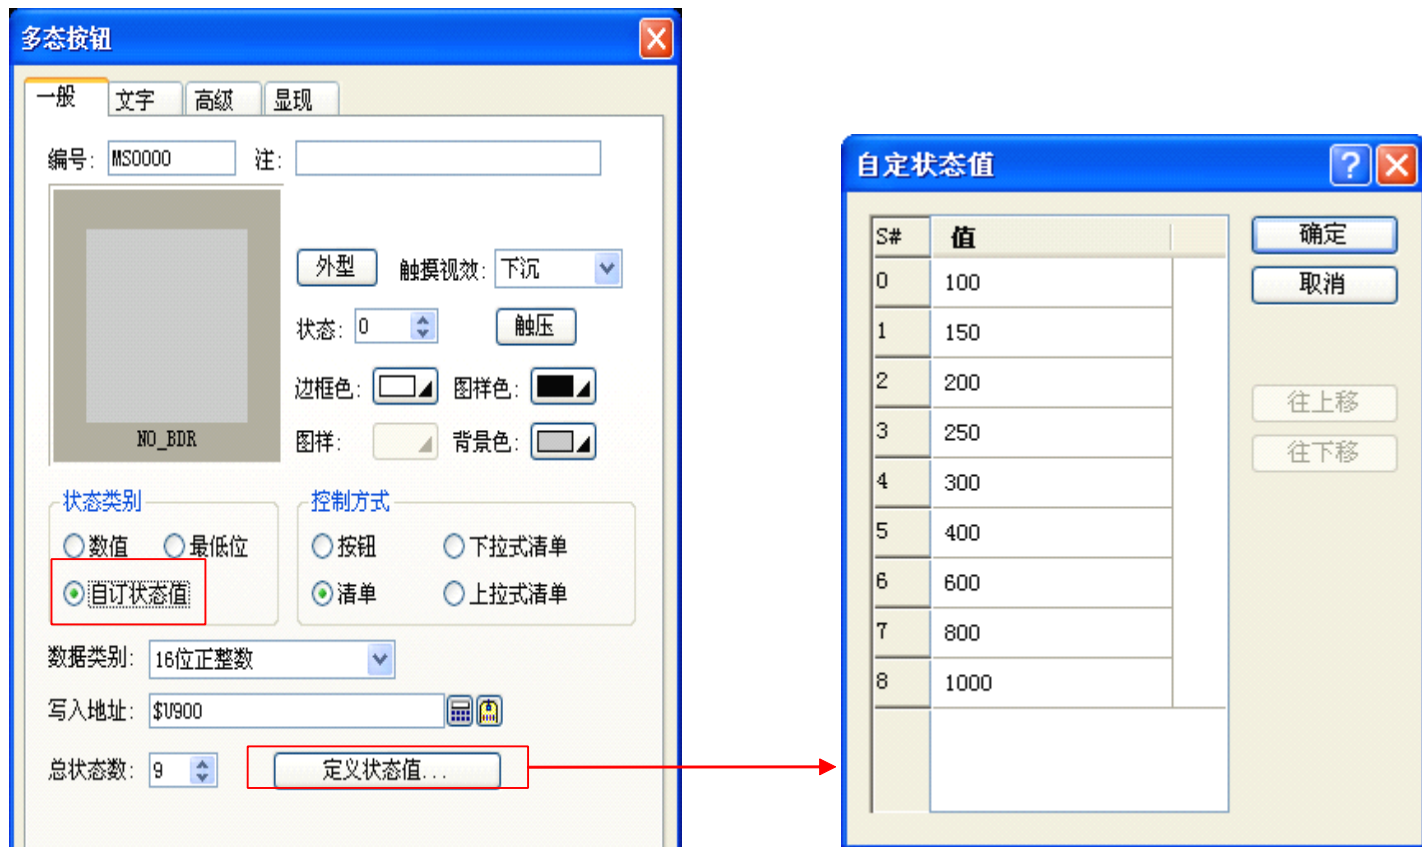 多态按钮
一般 文字 高级 显现
编号: MS0000 注:
外型 触摸视效: 下沉
状态: 0 触压
边框色: 图样色:
NO_BDR
图样: 背景色:
状态类别 控制方式
数值 最低位 按钮 下拉式清单
自订状态值 清单 上拉式清单
数据类别: 16位正整数
写入地址: $U900
总状态数: 9 定义状态值...
自定状态值
S# 值
0 100
1 150
2 200
3 250
4 300
5 400
6 600
7 800
8 1000
确定
取消
往上移
往下移